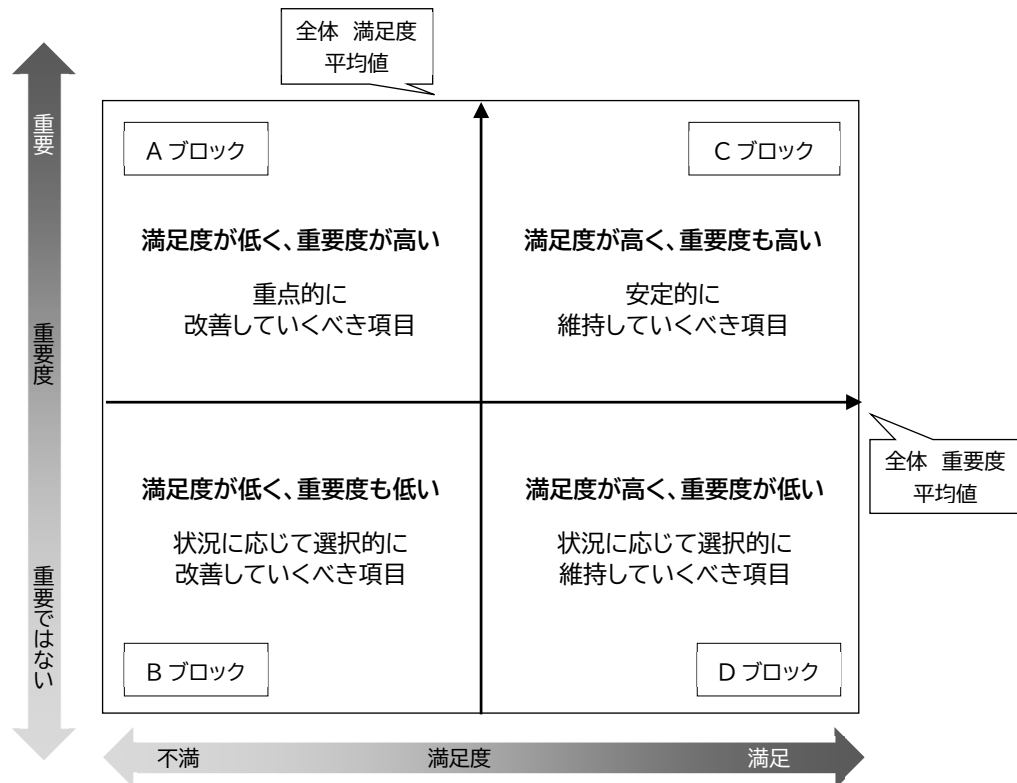 全体 満足度
平均値
重要
重要度
重要ではない
A ブロック
満足度が低く、重要度が高い
重点的に
改善していくべき項目
C ブロック
満足度が高く、重要度も高い
安定的に
維持していくべき項目
全体 重要度
平均値
満足度が低く、重要度も低い
状況に応じて選択的に
改善していくべき項目
B ブロック
満足度が高く、重要度が低い
状況に応じて選択的に
維持していくべき項目
D ブロック
不満
満足度
満足